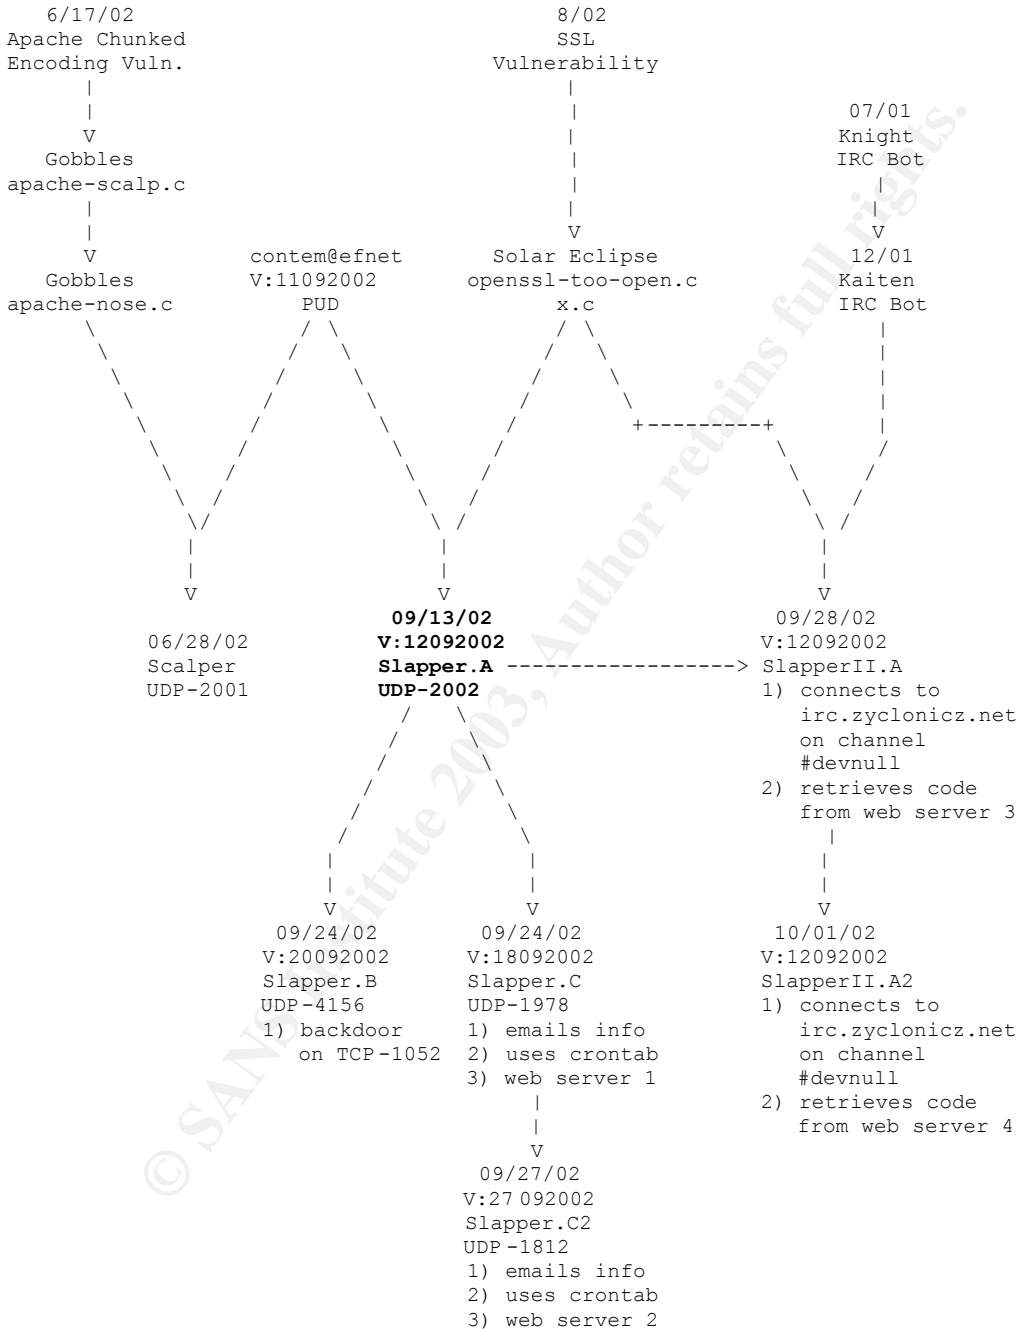 6/17/02
Apache Chunked
Encoding Vuln.
8/02
SSL
Vulnerability
07/01
Knight
IRC Bot
Gobbles
apache-scalp.c
Gobbles
apache-nose.c
contem@efnet
V:11092002
PUD
Solar Eclipse
openssl-too-open.c
x.c
12/01
Kaiten
IRC Bot
06/28/02
Scalper
UDP-2001
09/13/02
V:12092002
Slapper.A
UDP-2002
09/28/02
V:12092002
SlapperII.A
1) connects to
irc.zyclonicz.net
on channel
#devnull
2) retrieves code
from web server 3
09/24/02
V:20092002
Slapper.B
UDP-4156
1) backdoor
on TCP-1052
09/24/02
V:18092002
Slapper.C
UDP-1978
1) emails info
2) uses crontab
3) web server 1
10/01/02
V:12092002
SlapperII.A2
1) connects to
irc.zyclonicz.net
on channel
#devnull
2) retrieves code
from web server 4
09/27/02
V:27 092002
Slapper.C2
UDP-1812
1) emails info
2) uses crontab
3) web server 2
© SANS Institute 2003, Author retains full rights.